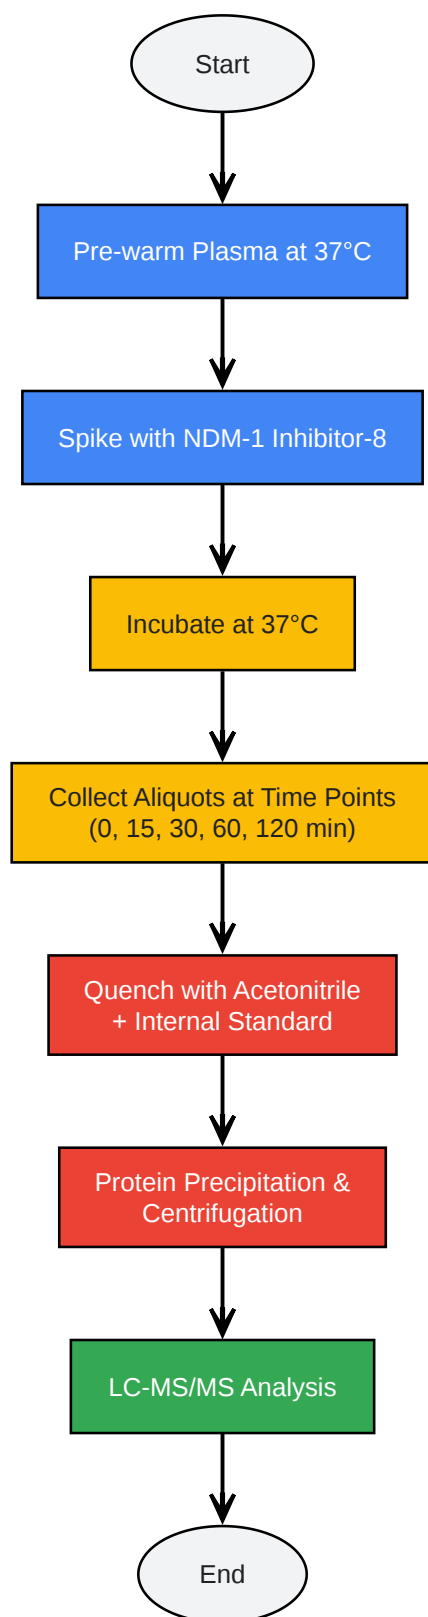 Start
Pre-warm Plasma at 37°C
Spike with NDM-1 Inhibitor-8
Incubate at 37°C
Collect Aliquots at Time Points
(0, 15, 30, 60, 120 min)
Quench with Acetonitrile
+ Internal Standard
Protein Precipitation &
Centrifugation
LC-MS/MS Analysis
End